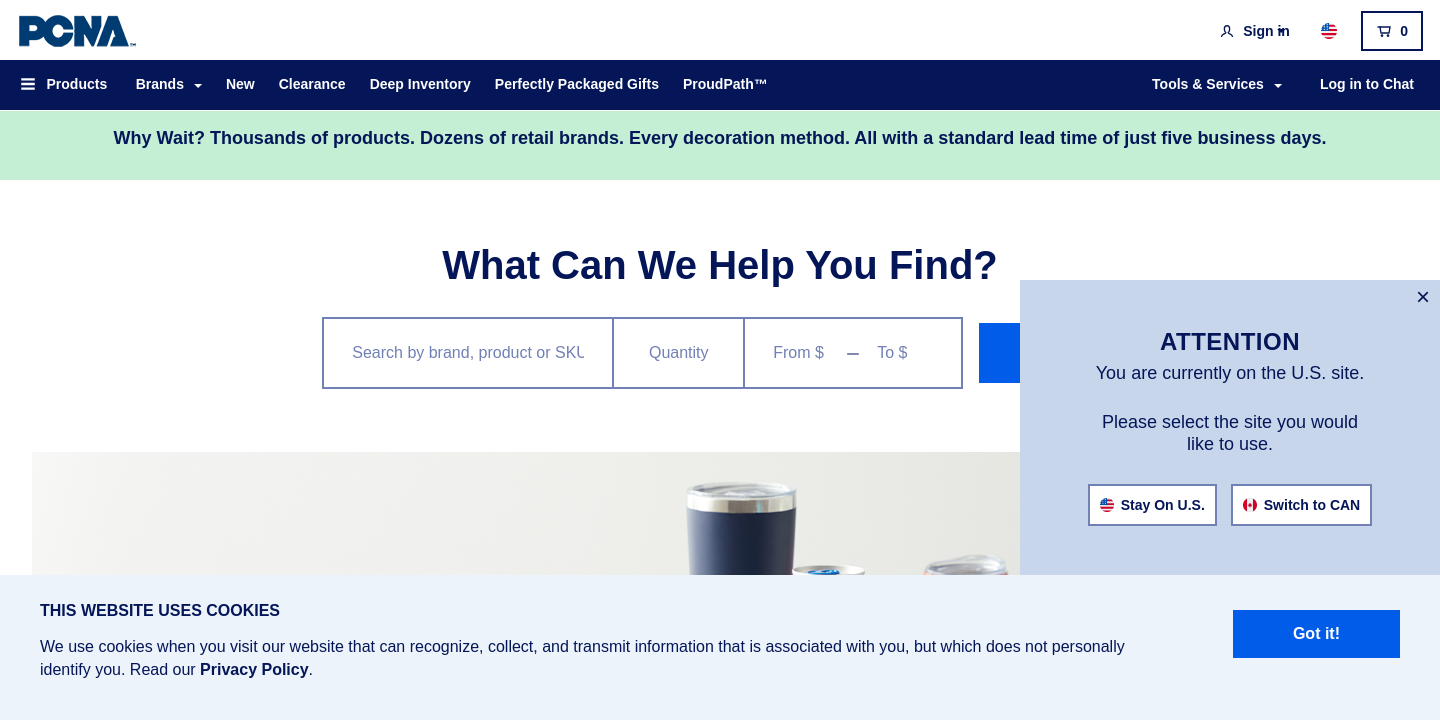 PCNA™
Sign in
0
Products Brands New Clearance Deep Inventory Perfectly Packaged Gifts ProudPath™ Tools & Services Log in to Chat
Why Wait? Thousands of products. Dozens of retail brands. Every decoration method. All with a standard lead time of just five business days.
What Can We Help You Find?
Search by brand, product or SKU Quantity From $ To $
×
ATTENTION
You are currently on the U.S. site.
Please select the site you would
like to use.
Stay On U.S. Switch to CAN
THIS WEBSITE USES COOKIES
We use cookies when you visit our website that can recognize, collect, and transmit information that is associated with you, but which does not personally
identify you. Read our Privacy Policy.
Got it!